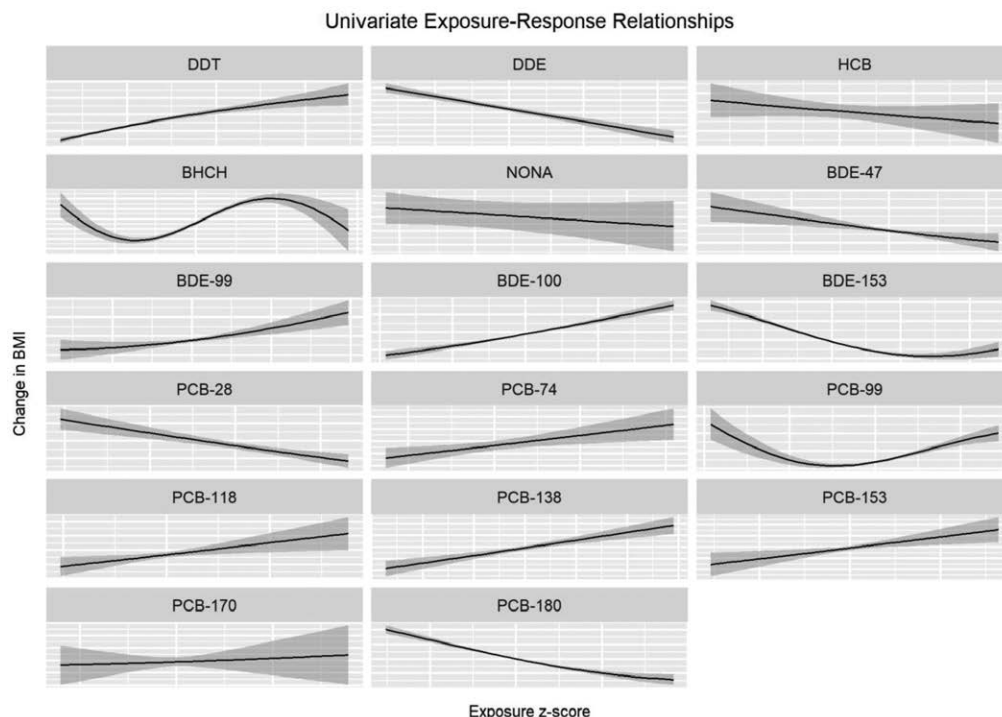 Univariate Exposure-Response Relationships
DDT
DDE
HCB
BHCH
NONA
BDE-47
BDE-99
BDE-100
BDE-153
PCB-28
PCB-74
PCB-99
PCB-118
PCB-138
PCB-153
PCB-170
PCB-180
Change in BMI
Exposure z-score